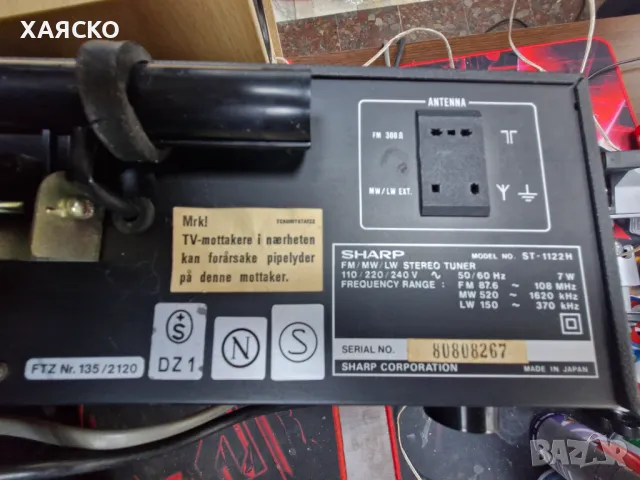 ХАЯСКО
ANTENNA
FM 300Ω
MW/LW EXT.
Mrk!
TV-mottakere i nærheten
kan forårsake pipelyder
på denne mottaker.
SHARP MODEL NO. ST-1122H
FM/MW/LW STEREO TUNER
110/220/240V ~ 50/60 Hz 7 W
FREQUENCY RANGE: FM 87.6 ~ 108 MHz
MW 520 ~ 1620 kHz
LW 150 ~ 370 kHz
SERIAL NO. 80808267
SHARP CORPORATION MADE IN JAPAN
FTZ Nr. 135/2120
+S
DZ1
N
S
BAZAR
bg